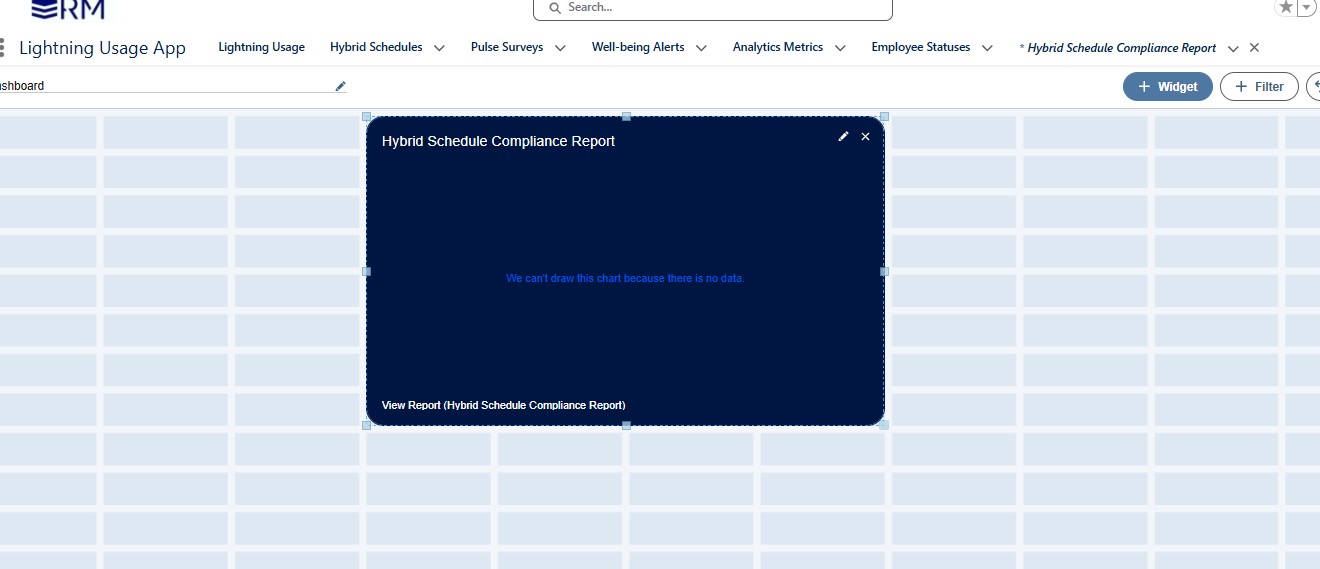 ERM
Search...
Lightning Usage App
Lightning Usage
Hybrid Schedules
Pulse Surveys
Well-being Alerts
Analytics Metrics
Employee Statuses
* Hybrid Schedule Compliance Report
shboard
+ Widget
+ Filter
Hybrid Schedule Compliance Report
We can't draw this chart because there is no data.
View Report (Hybrid Schedule Compliance Report)